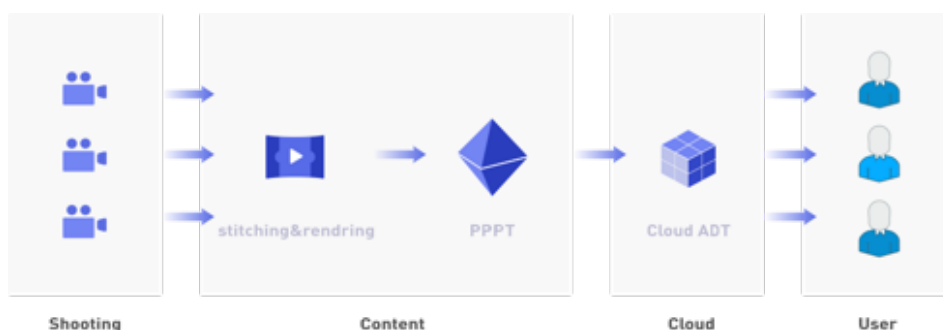 stitching&rendring
PPPT
Cloud ADT
Shooting
Content
Cloud
User